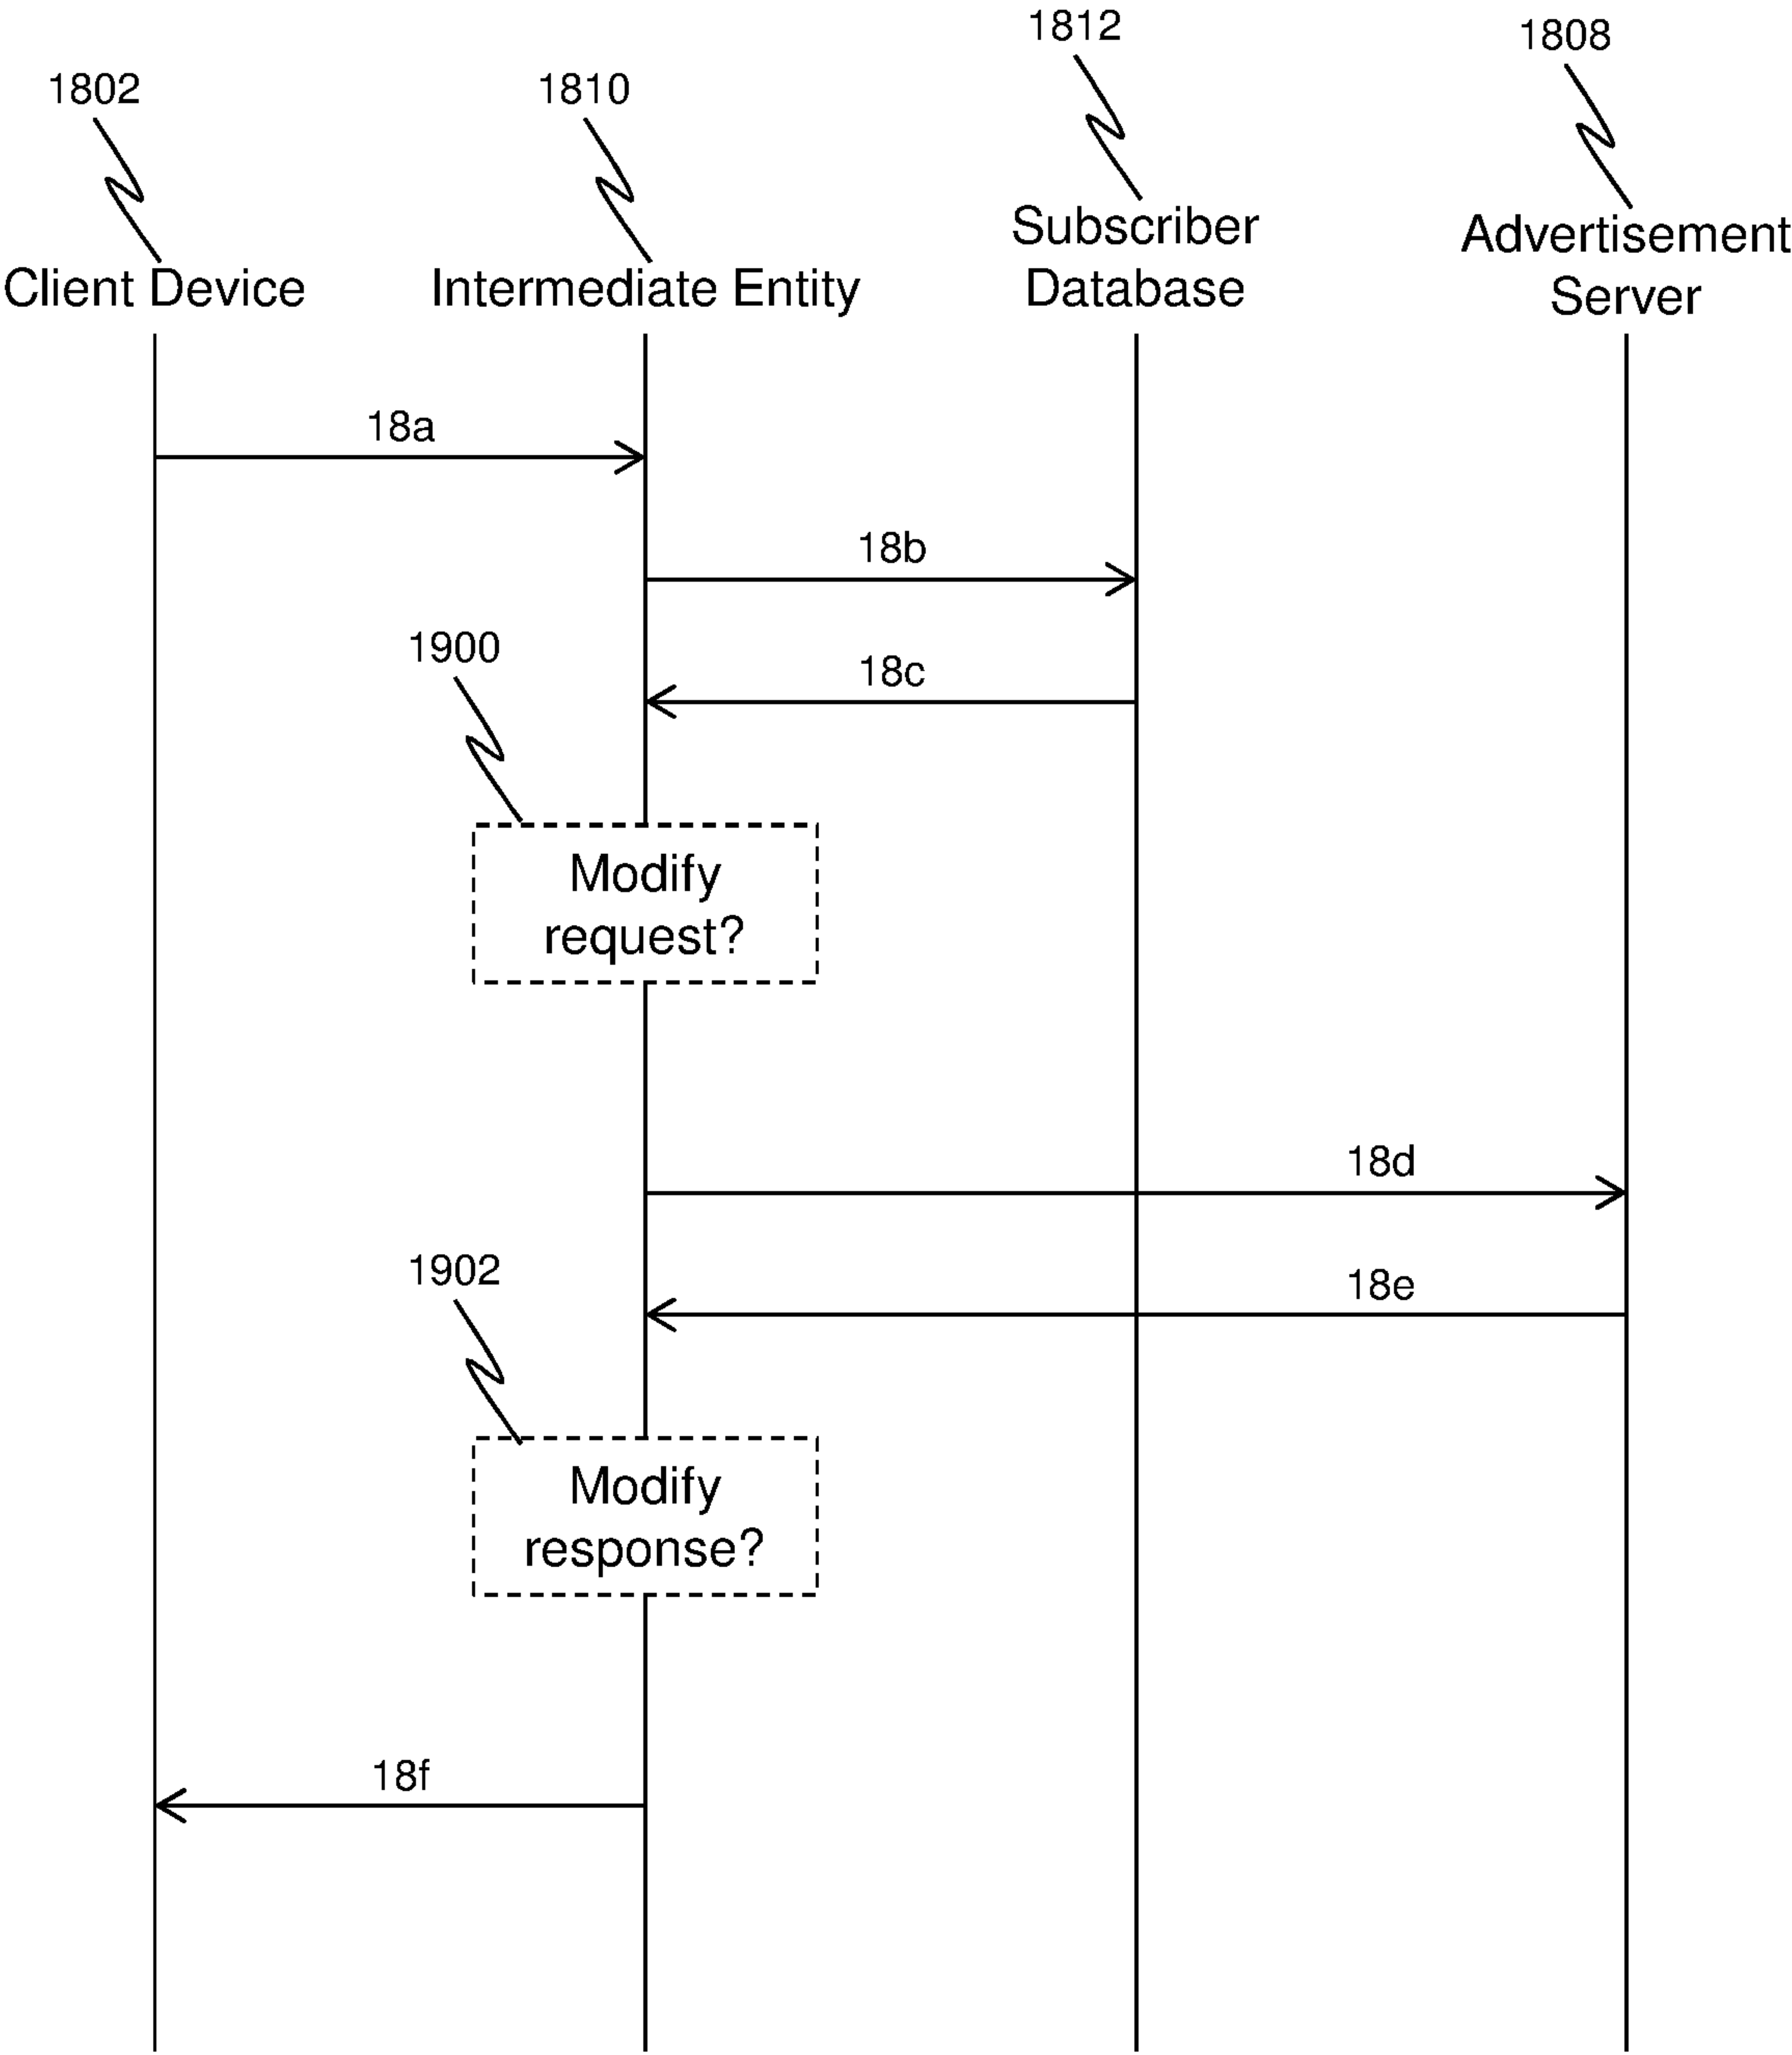 1812
1808
1802
1810
Subscriber
Database
Advertisement
Server
Client Device
Intermediate Entity
18a
18b
1900
18c
Modify
request?
18d
1902
18e
Modify
response?
18f